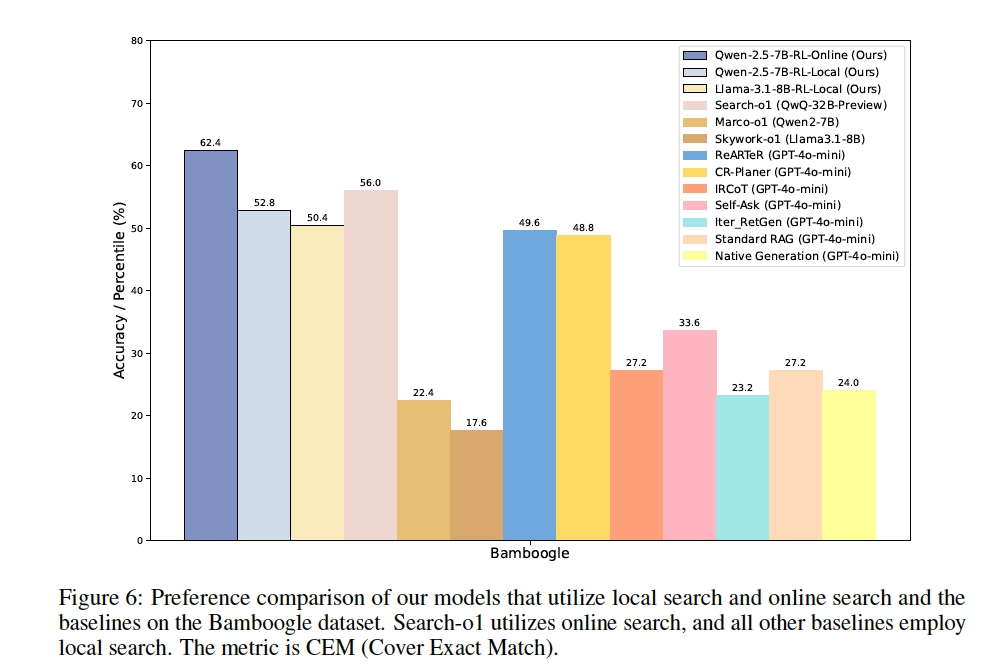 80
70
60
50
40
30
20
10
0
Accuracy / Percentile (%)
62.4
52.8
50.4
56.0
22.4
17.6
49.6
48.8
27.2
33.6
23.2
27.2
24.0
Bamboogle
Qwen-2.5-7B-RL-Online (Ours)
Qwen-2.5-7B-RL-Local (Ours)
Llama-3.1-8B-RL-Local (Ours)
Search-o1 (QwQ-32B-Preview)
Marco-o1 (Qwen2-7B)
Skywork-o1 (Llama3.1-8B)
ReARTeR (GPT-4o-mini)
CR-Planer (GPT-4o-mini)
IRCoT (GPT-4o-mini)
Self-Ask (GPT-4o-mini)
Iter_RetGen (GPT-4o-mini)
Standard RAG (GPT-4o-mini)
Native Generation (GPT-4o-mini)
Figure 6: Preference comparison of our models that utilize local search and online search and the
baselines on the Bamboogle dataset. Search-o1 utilizes online search, and all other baselines employ
local search. The metric is CEM (Cover Exact Match).